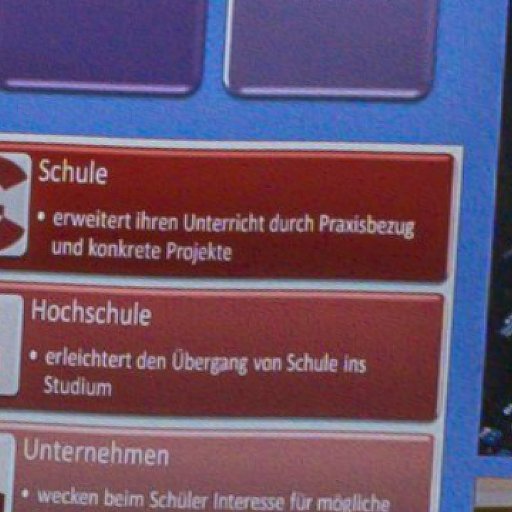 Schule
• erweitert ihren Unterricht durch Praxisbezug
und konkrete Projekte
Hochschule
• erleichtert den Übergang von Schule ins
Studium
Unternehmen
• wecken beim Schüler Interesse für mögliche